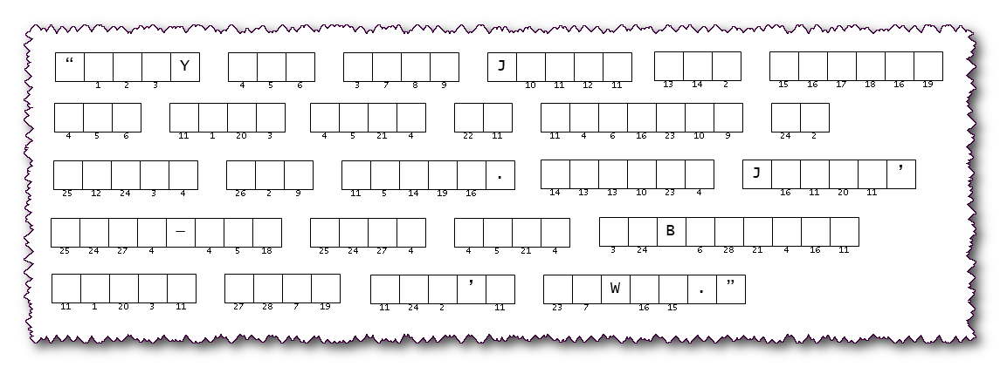 “ Y J
1 2 3 4 5 6 3 7 8 9 10 11 12 11 13 14 2 15 16 17 18 16 19
4 5 6 11 1 20 3 4 5 21 4 22 11 11 4 6 16 23 10 9 24 2
. J ’
25 12 24 3 4 26 2 9 11 5 14 19 16 14 13 13 10 23 4 16 11 20 11
– B
25 24 27 4 4 5 18 25 24 27 4 4 5 21 4 3 24 6 28 21 4 16 11
’ W . ”
11 1 20 3 11 27 28 7 19 11 24 2 11 23 7 16 15